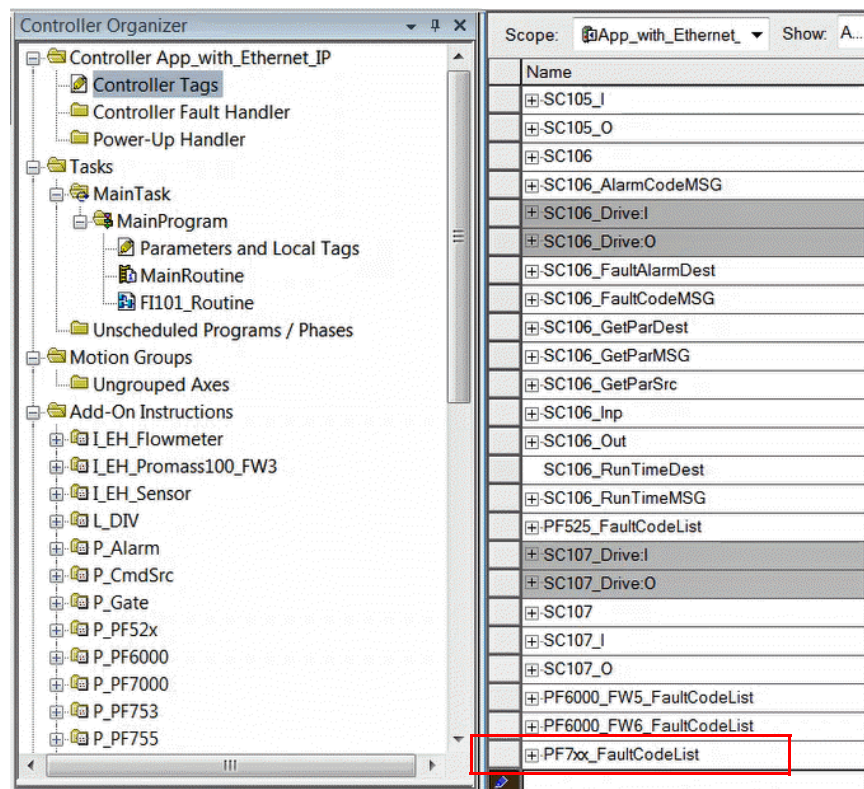 Controller Organizer
Controller App_with_Ethernet_IP
Controller Tags
Controller Fault Handler
Power-Up Handler
Tasks
MainTask
MainProgram
Parameters and Local Tags
MainRoutine
FI101_Routine
Unscheduled Programs / Phases
Motion Groups
Ungrouped Axes
Add-On Instructions
I_EH_Flowmeter
I_EH_Promass100_FW3
I_EH_Sensor
L_DIV
P_Alarm
P_CmdSrc
P_Gate
P_PF52x
P_PF6000
P_PF7000
P_PF753
P_PF755
Scope: App_with_Ethernet_ Show: A...
Name
SC105_I
SC105_O
SC106
SC106_AlarmCodeMSG
SC106_Drive:I
SC106_Drive:O
SC106_FaultAlarmDest
SC106_FaultCodeMSG
SC106_GetParDest
SC106_GetParMSG
SC106_GetParSrc
SC106_Inp
SC106_Out
SC106_RunTimeDest
SC106_RunTimeMSG
PF525_FaultCodeList
SC107_Drive:I
SC107_Drive:O
SC107
SC107_I
SC107_O
PF6000_FW5_FaultCodeList
PF6000_FW6_FaultCodeList
PF7xx_FaultCodeList